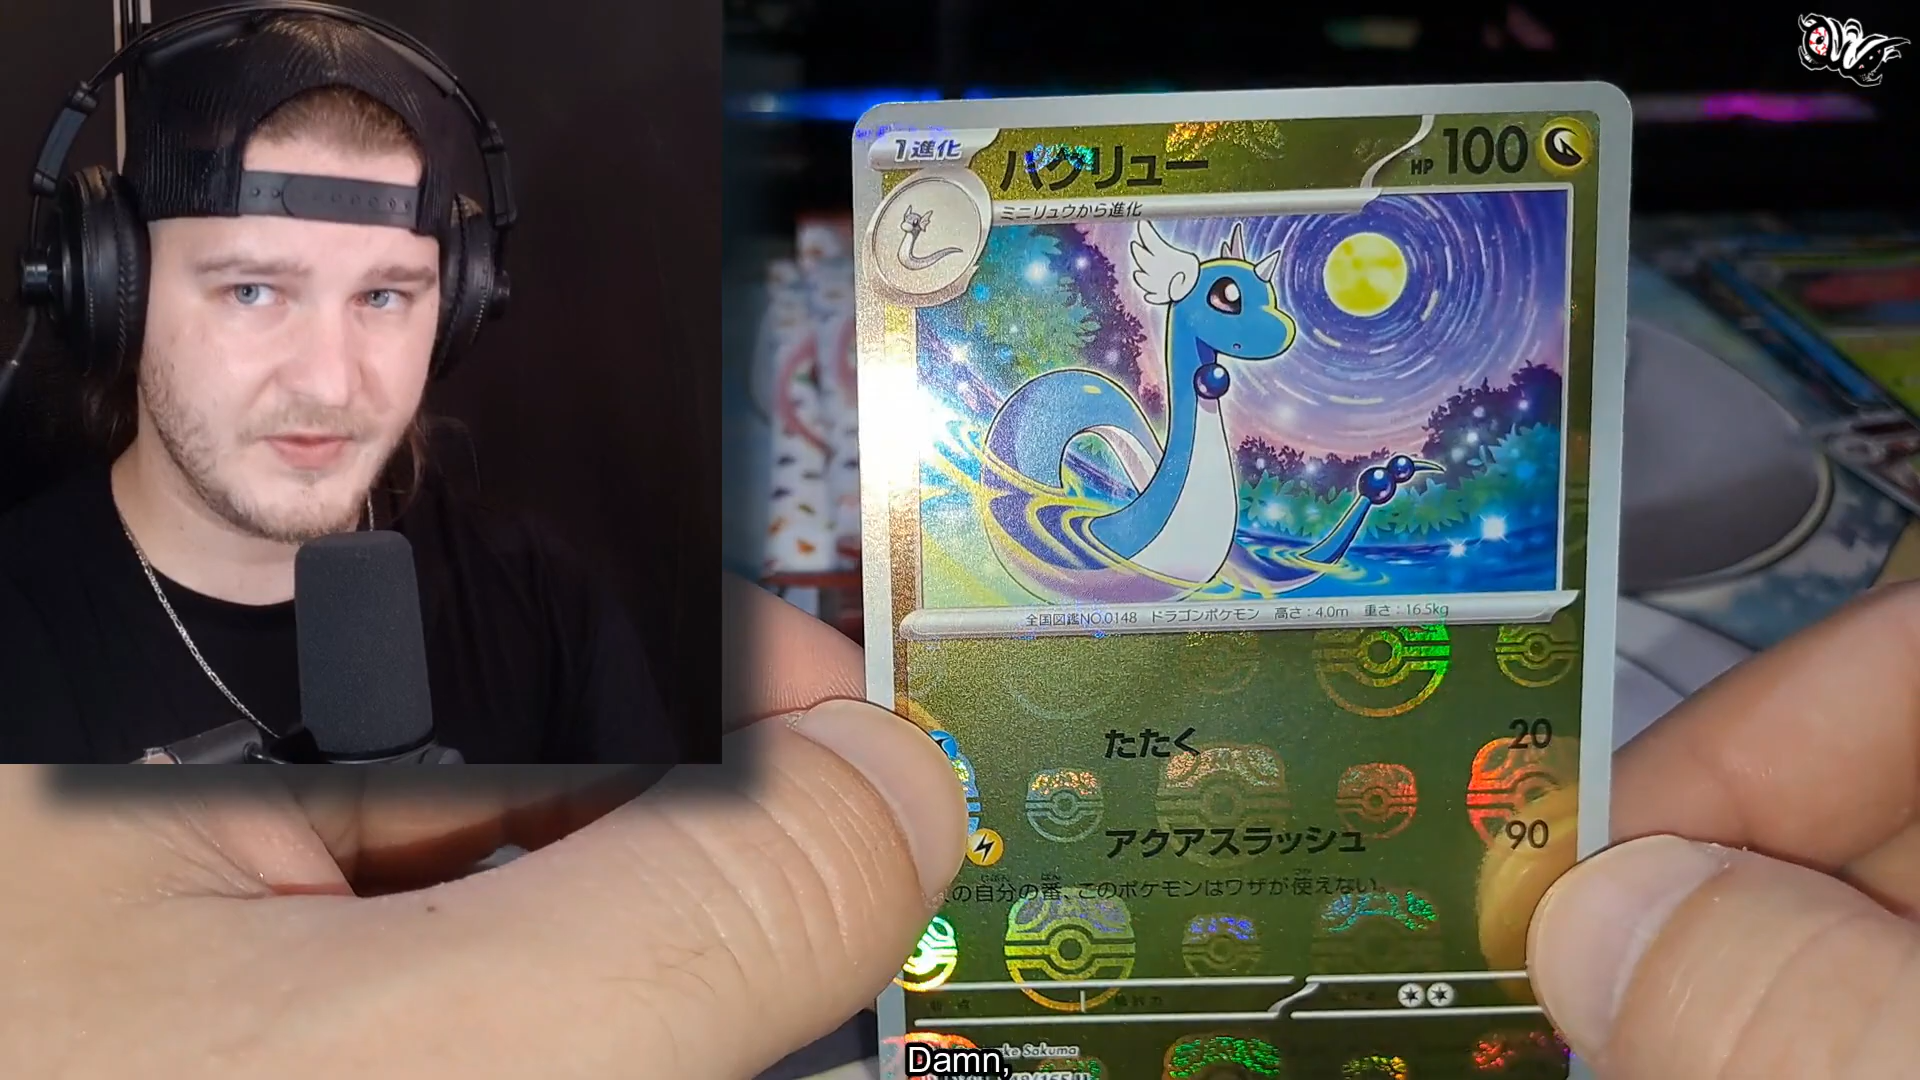 1進化
ハクリュー
HP 100
ミニリュウから進化
全国図鑑NO.0148 ドラゴンポケモン 高さ:4.0m 重さ:16.5kg
たたく 20
アクアスラッシュ 90
の自分の番、このポケモンはワザが使えない。
Sakuma
Damn,